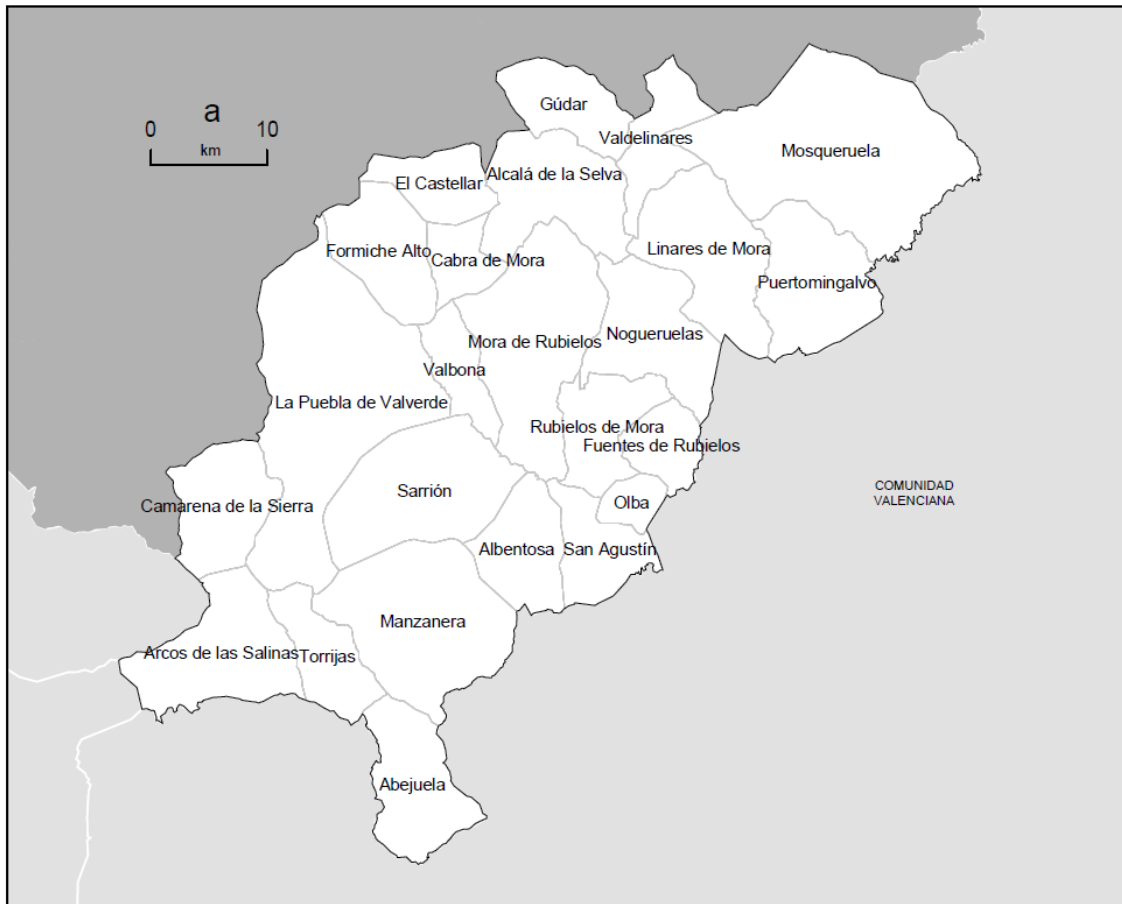 a
0 10
km
Gúdar
Valdelinares
Mosqueruela
Alcalá de la Selva
El Castellar
Formiche Alto
Cabra de Mora
Linares de Mora
Puertomingalvo
Mora de Rubielos
Nogueruelas
Valbona
La Puebla de Valverde
Rubielos de Mora
Fuentes de Rubielos
Sarrión
Camarena de la Sierra
Olba
COMUNIDAD
VALENCIANA
Albentosa
San Agustín
Manzanera
Arcos de las Salinas
Torrijas
Abejuela